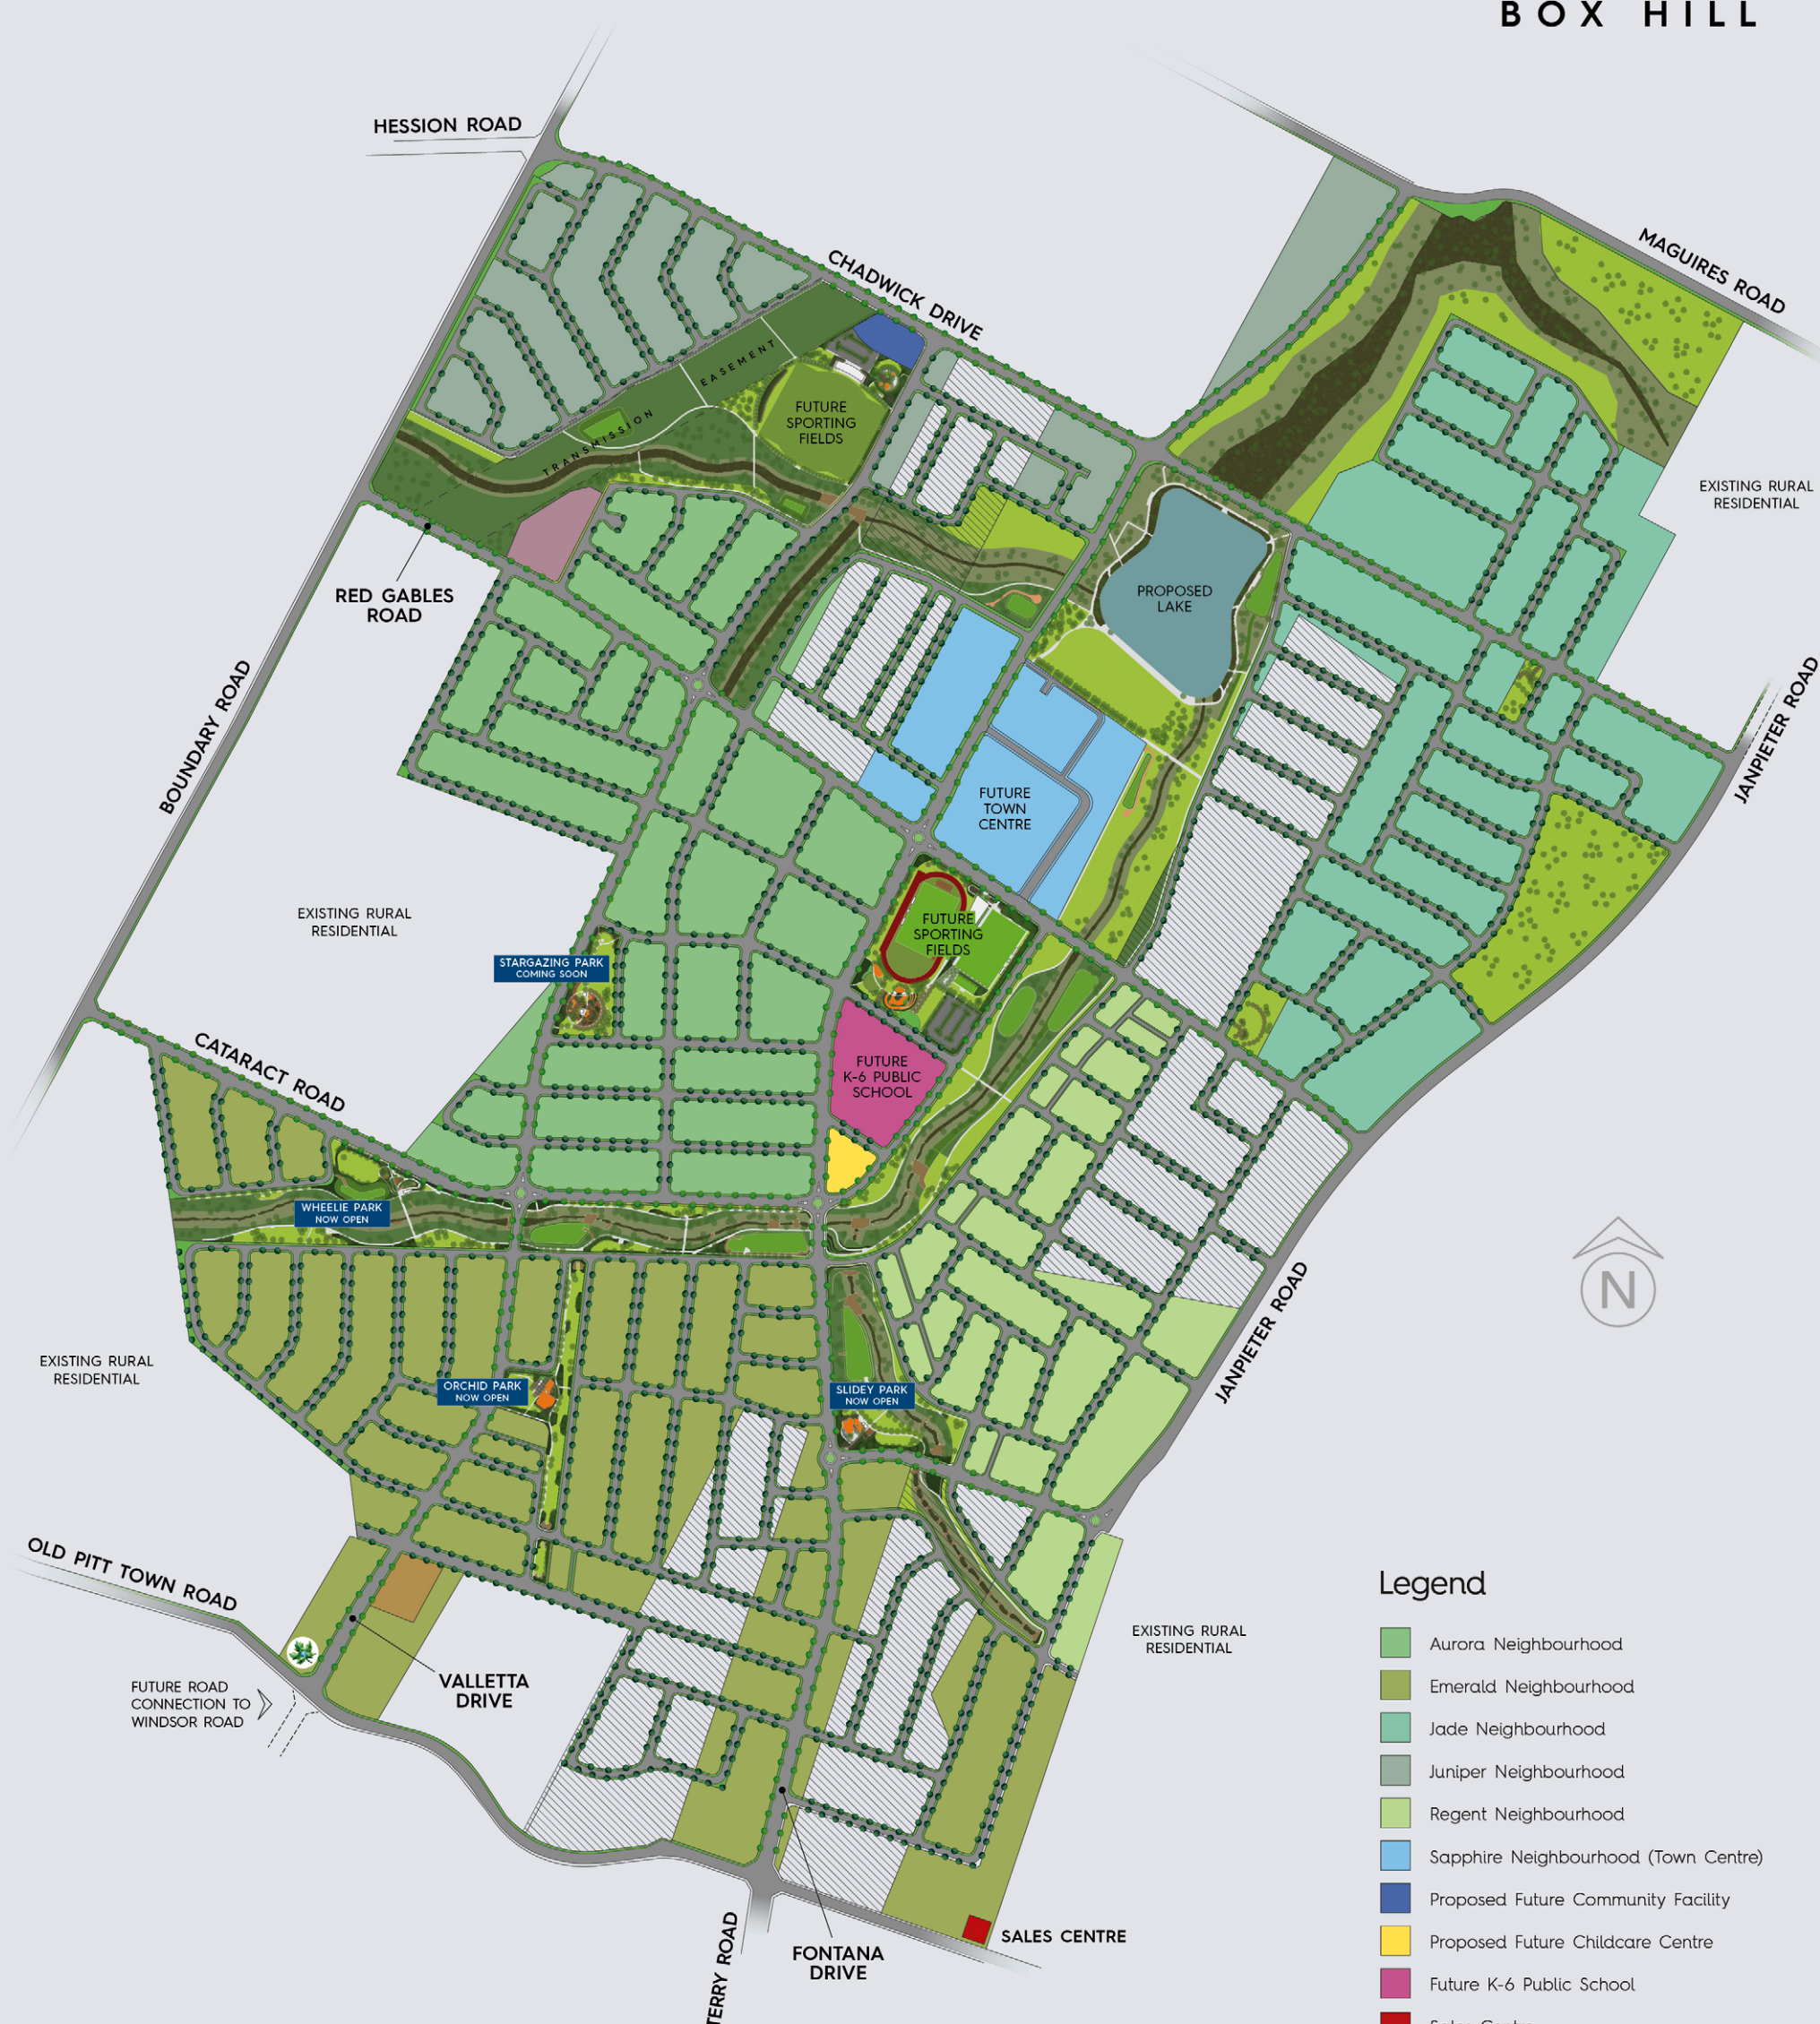 BOX HILL
HESSION ROAD
CHADWICK DRIVE
MAGUIRES ROAD
TRANSMISSION EASEMENT
FUTURE
SPORTING
FIELDS
EXISTING RURAL
RESIDENTIAL
PROPOSED
LAKE
RED GABLES
ROAD
BOUNDARY ROAD
JANPIETER ROAD
FUTURE
TOWN
CENTRE
EXISTING RURAL
RESIDENTIAL
FUTURE
SPORTING
FIELDS
STARGAZING PARK
COMING SOON
CATARACT ROAD
FUTURE
K-6 PUBLIC
SCHOOL
WHEELIE PARK
NOW OPEN
N
JANPIETER ROAD
EXISTING RURAL
RESIDENTIAL
ORCHID PARK
NOW OPEN
SLIDEY PARK
NOW OPEN
OLD PITT TOWN ROAD
EXISTING RURAL
RESIDENTIAL
FUTURE ROAD
CONNECTION TO
WINDSOR ROAD
VALLETTA
DRIVE
TERRY ROAD
FONTANA
DRIVE
SALES CENTRE
Legend
Aurora Neighbourhood
Emerald Neighbourhood
Jade Neighbourhood
Juniper Neighbourhood
Regent Neighbourhood
Sapphire Neighbourhood (Town Centre)
Proposed Future Community Facility
Proposed Future Childcare Centre
Future K-6 Public School